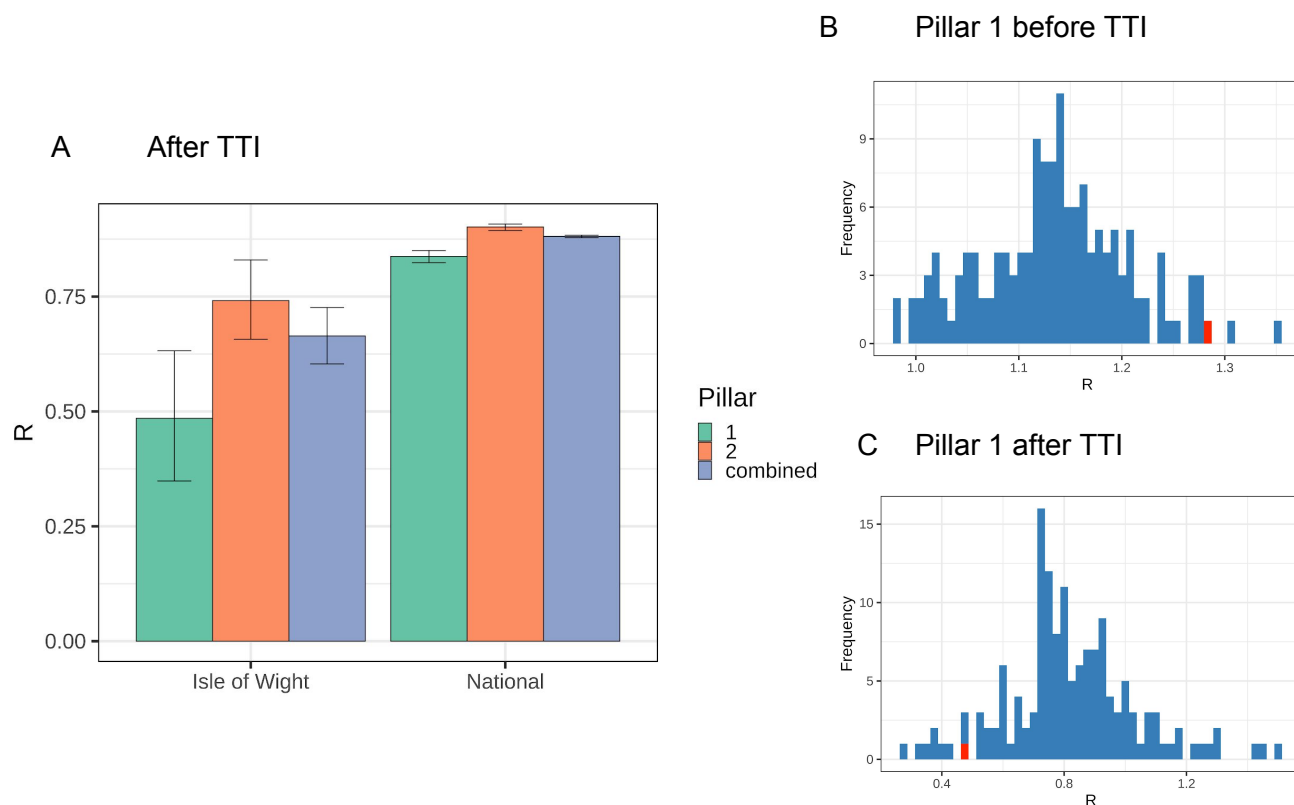 A After TTI
R
0.75
0.50
0.25
0.00
Isle of Wight National
Pillar
1
2
combined
B Pillar 1 before TTI
Frequency
9
6
3
0
1.0 1.1 1.2 1.3
R
C Pillar 1 after TTI
Frequency
15
10
5
0
0.4 0.8 1.2
R